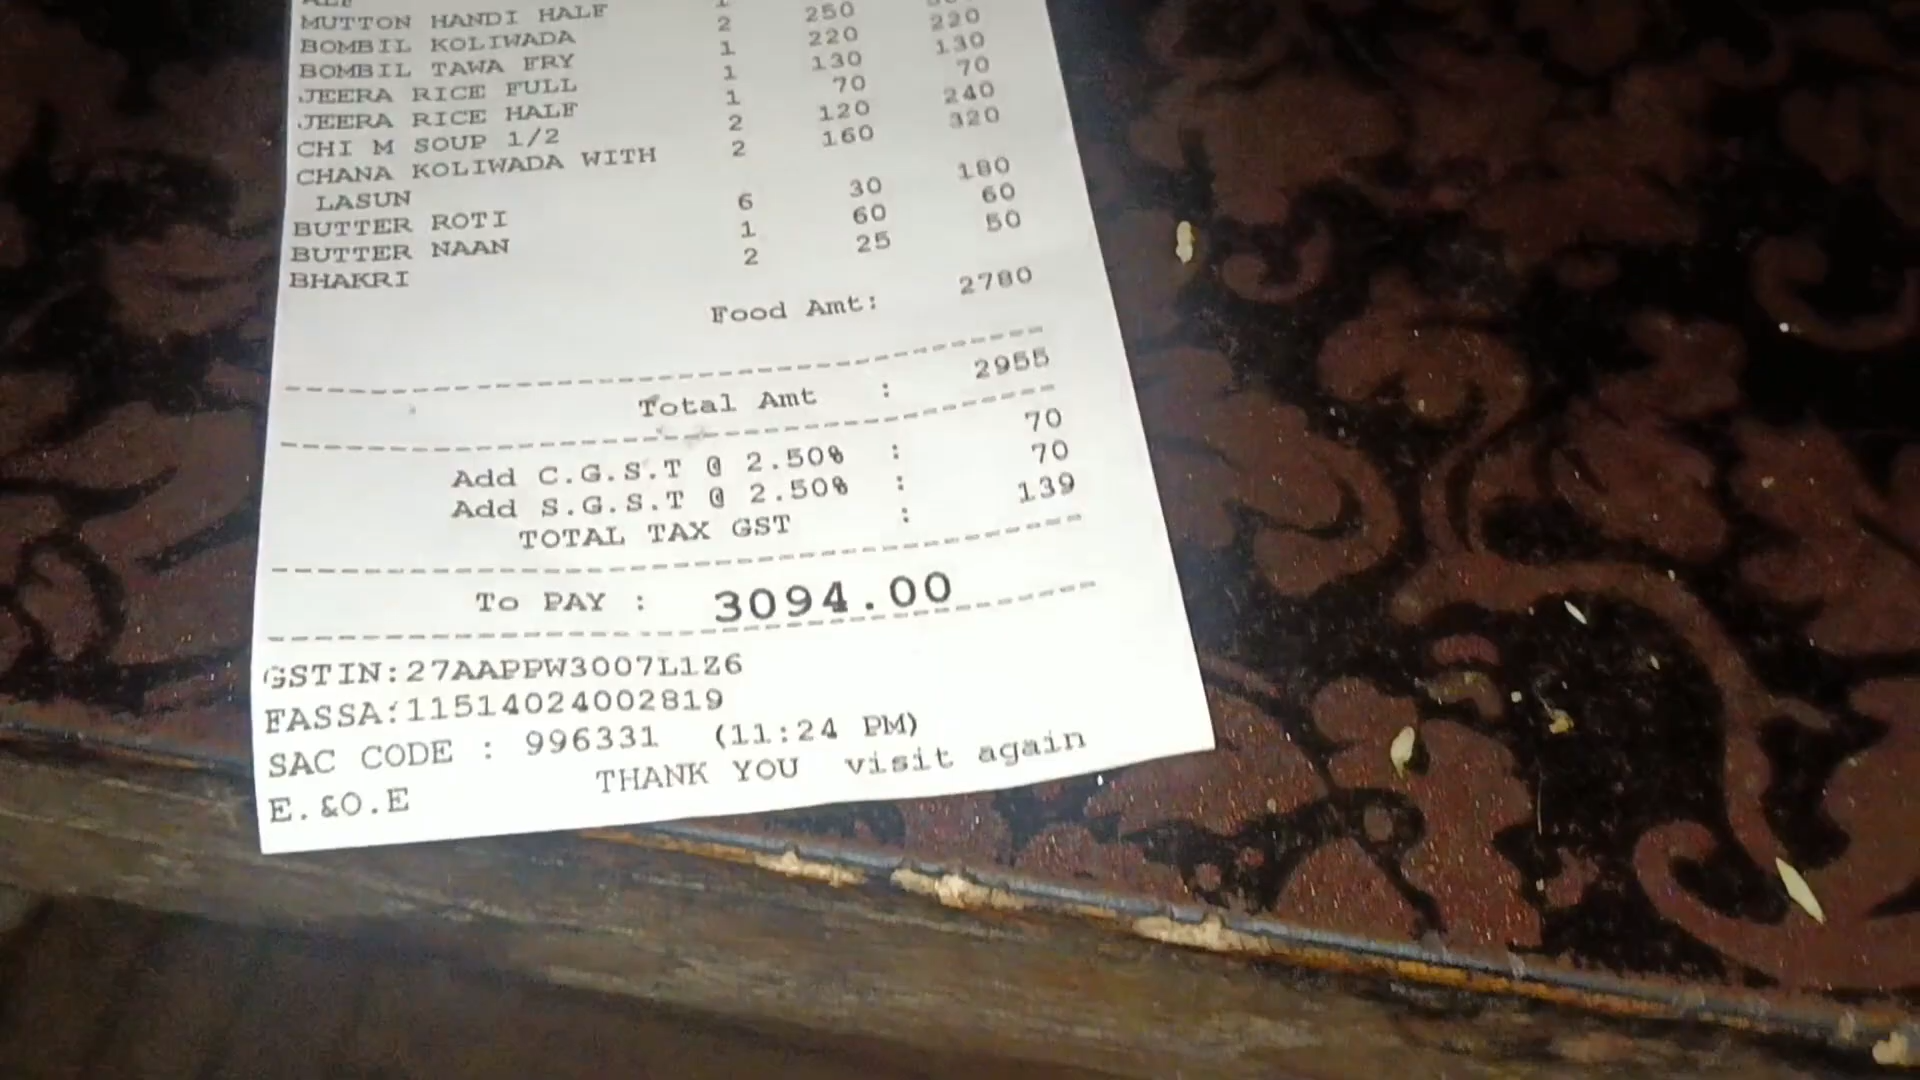 MUTTON HANDI HALF
BOMBIL KOLIWADA 2 250
BOMBIL TAWA FRY 1 220 220
JEERA RICE FULL 1 130 130
JEERA RICE HALF 1 70 70
CHI M SOUP 1/2 2 120 240
CHANA KOLIWADA WITH 2 160 320
LASUN
BUTTER ROTI 6 30 180
BUTTER NAAN 1 60 60
BHAKRI 2 25 50
Food Amt: 2780
Total Amt : 2955
Add C.G.S.T @ 2.50% : 70
Add S.G.S.T @ 2.50% : 70
TOTAL TAX GST : 139
To PAY : 3094.00
GSTIN:27AAPPW3007L1Z6
FASSA:11514024002819
SAC CODE : 996331 (11:24 PM)
E.&O.E THANK YOU visit again